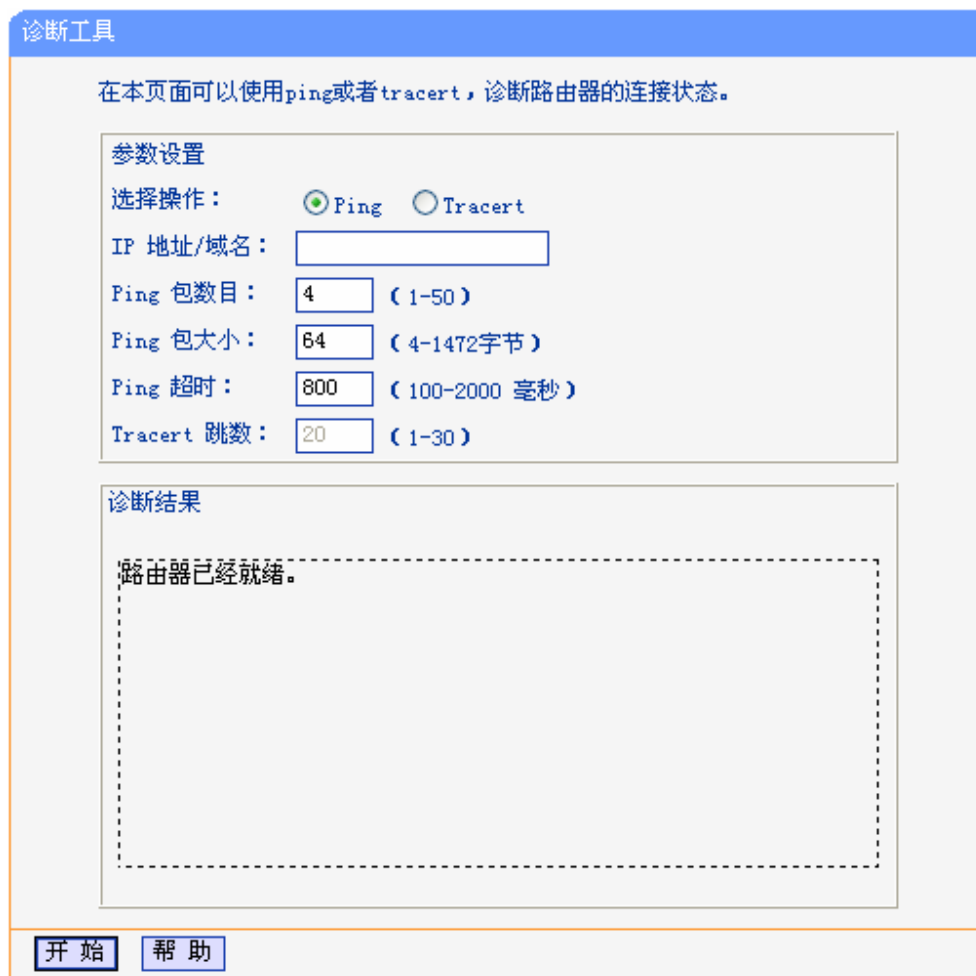 诊断工具
在本页面可以使用ping或者tracert，诊断路由器的连接状态。
参数设置
选择操作： Ping Tracert
IP 地址/域名：
Ping 包数目： 4 （1-50）
Ping 包大小： 64 （4-1472字节）
Ping 超时： 800 （100-2000 毫秒）
Tracert 跳数： 20 （1-30）
诊断结果
路由器已经就绪。
开 始 帮 助